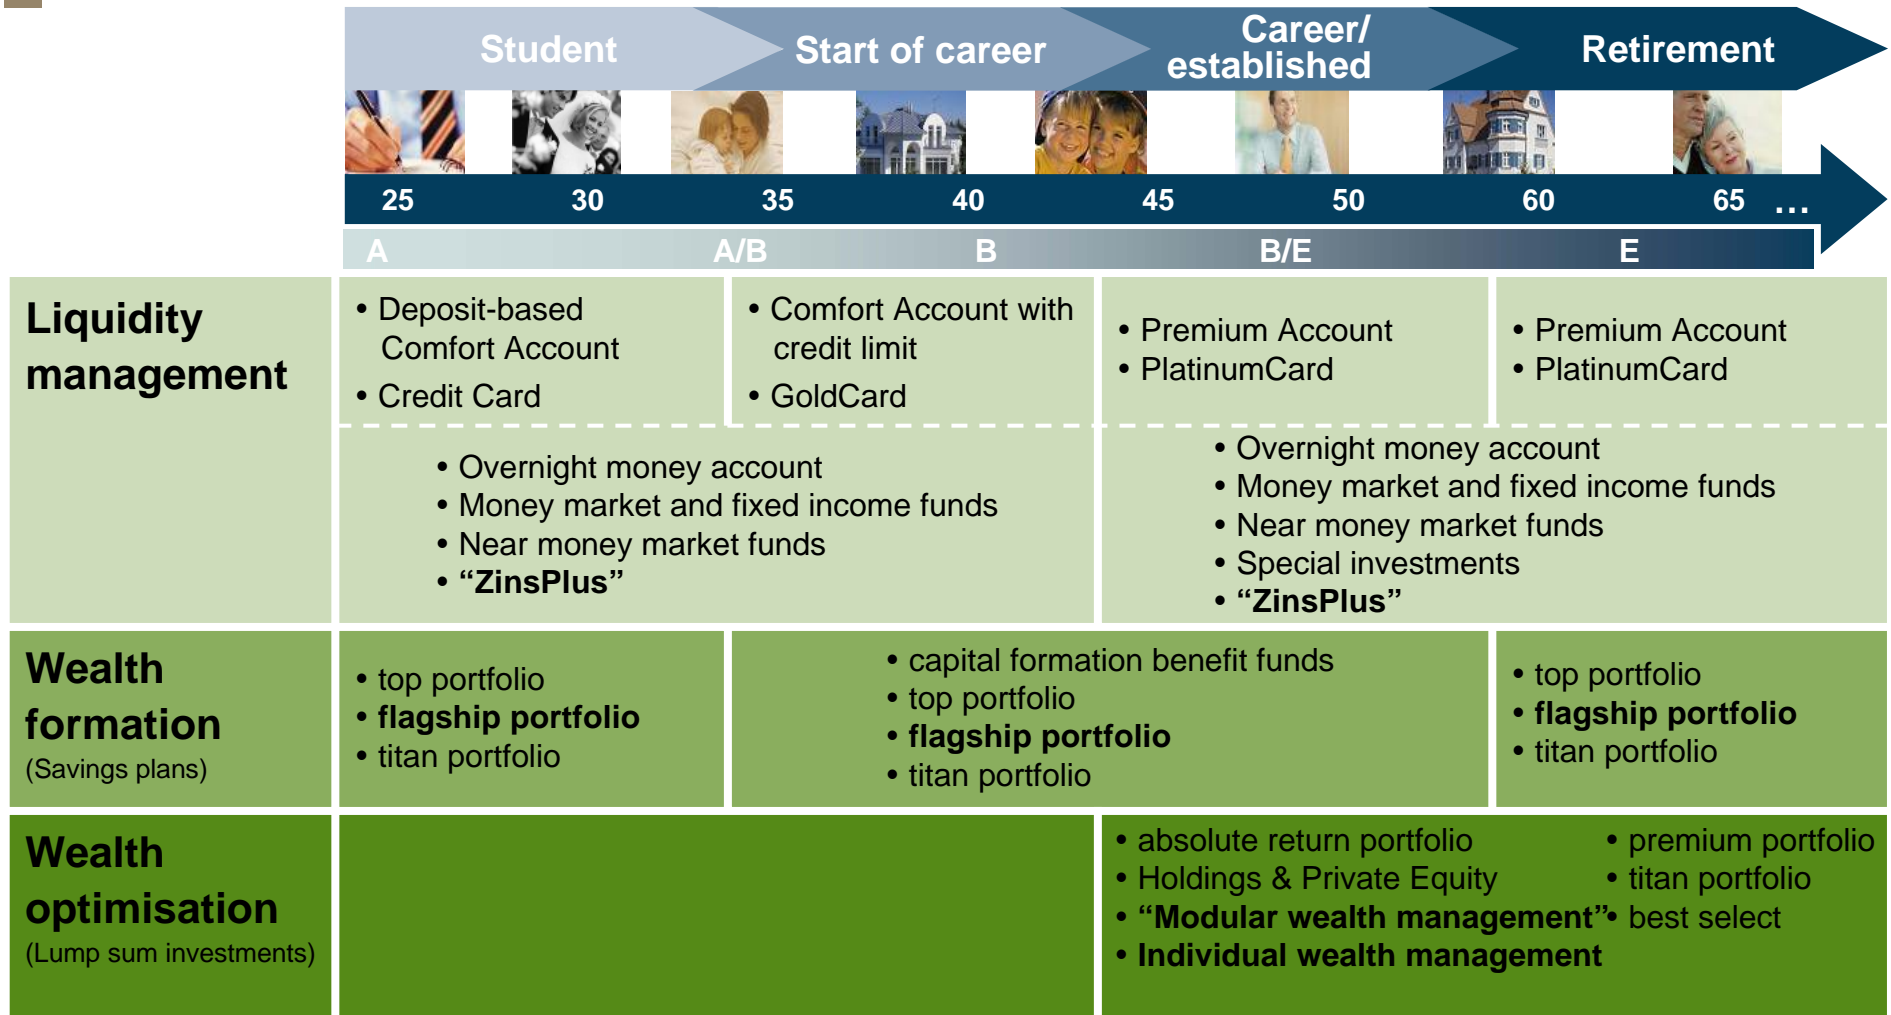 Student
Start of career
Career/
established
Retirement
25 30 35 40 45 50 60 65 ...
A A/B B B/E E
Liquidity
management
• Deposit-based
Comfort Account
• Credit Card
• Comfort Account with
credit limit
• GoldCard
• Premium Account
• PlatinumCard
• Premium Account
• PlatinumCard
• Overnight money account
• Money market and fixed income funds
• Near money market funds
• “ZinsPlus”
• Overnight money account
• Money market and fixed income funds
• Near money market funds
• Special investments
• “ZinsPlus”
Wealth
formation
(Savings plans)
• top portfolio
• flagship portfolio
• titan portfolio
• capital formation benefit funds
• top portfolio
• flagship portfolio
• titan portfolio
• top portfolio
• flagship portfolio
• titan portfolio
Wealth
optimisation
(Lump sum investments)
• absolute return portfolio
• Holdings & Private Equity
• “Modular wealth management”
• Individual wealth management
• premium portfolio
• titan portfolio
• best select